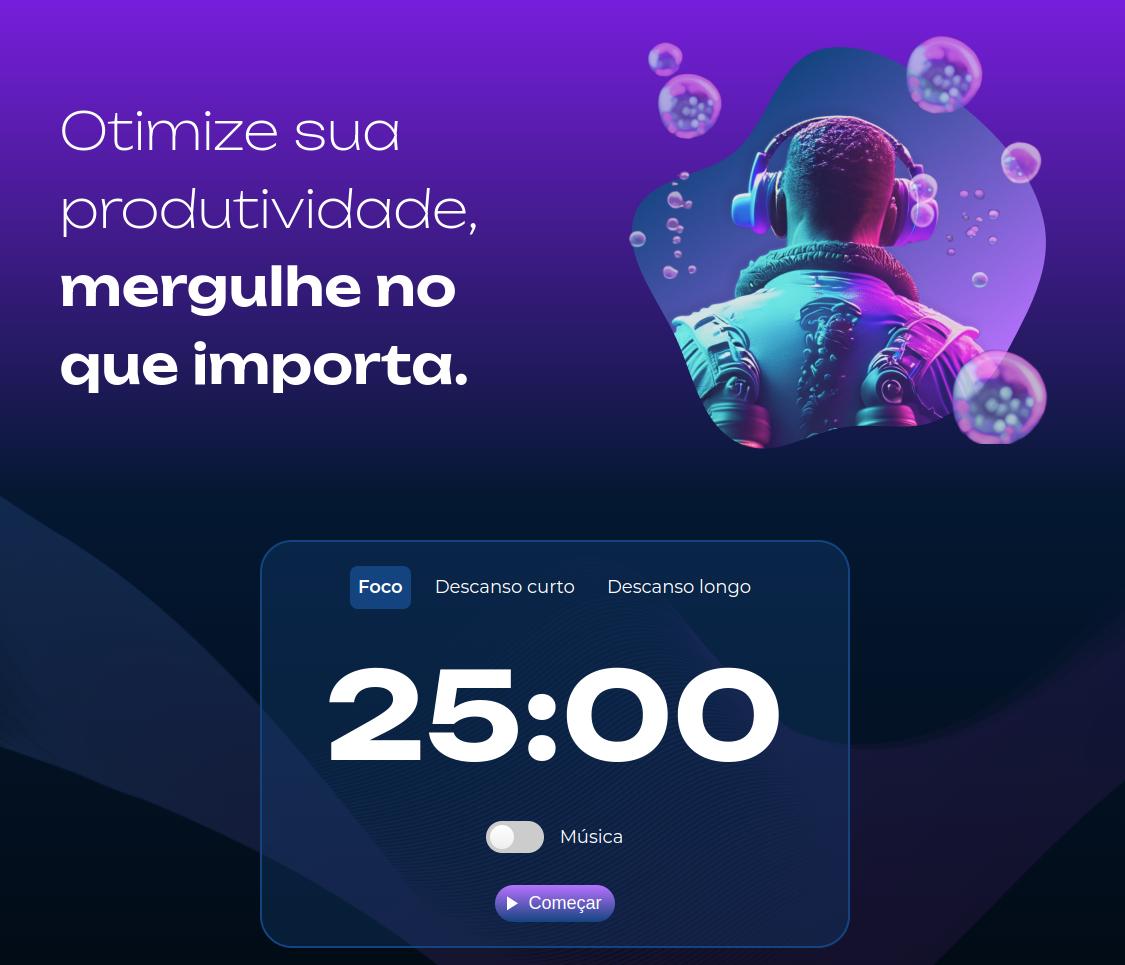 Otimize sua
produtividade,
mergulhe no
que importa.
Foco Descanso curto Descanso longo
25:00
Música
Começar